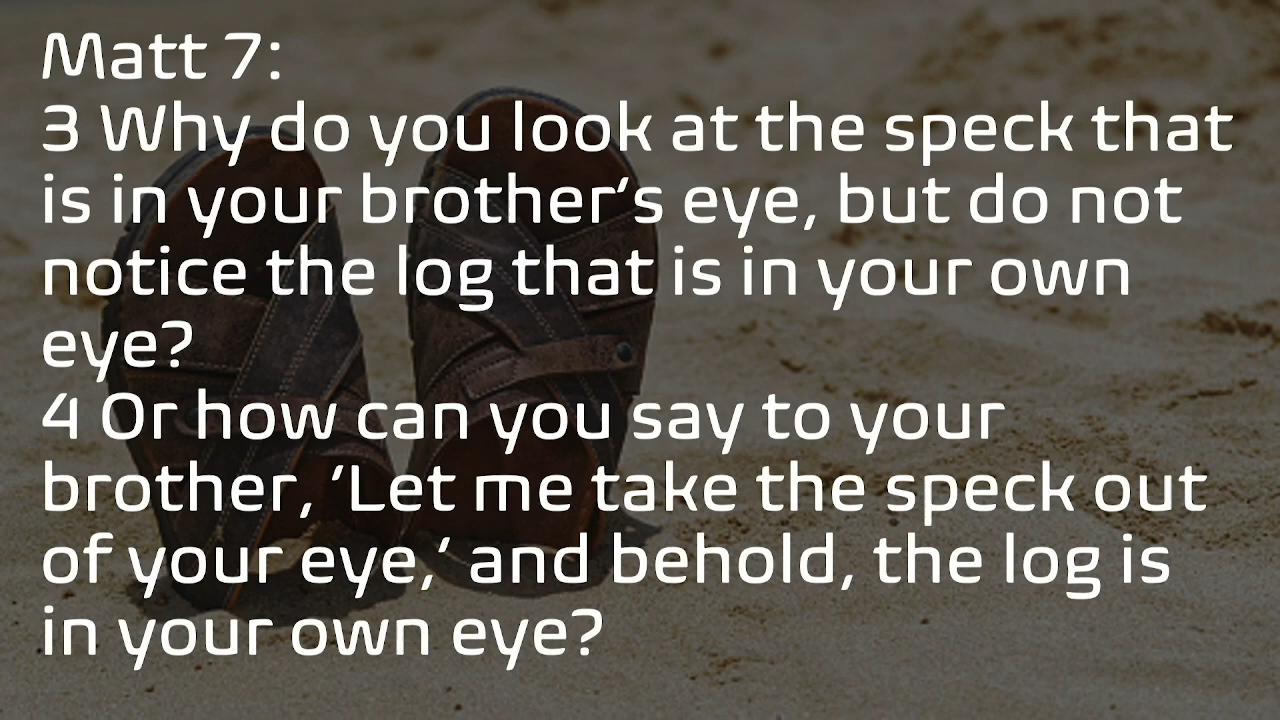 Matt 7:
3 Why do you look at the speck that
is in your brother's eye, but do not
notice the log that is in your own
eye?
4 Or how can you say to your
brother, 'Let me take the speck out
of your eye,' and behold, the log is
in your own eye?